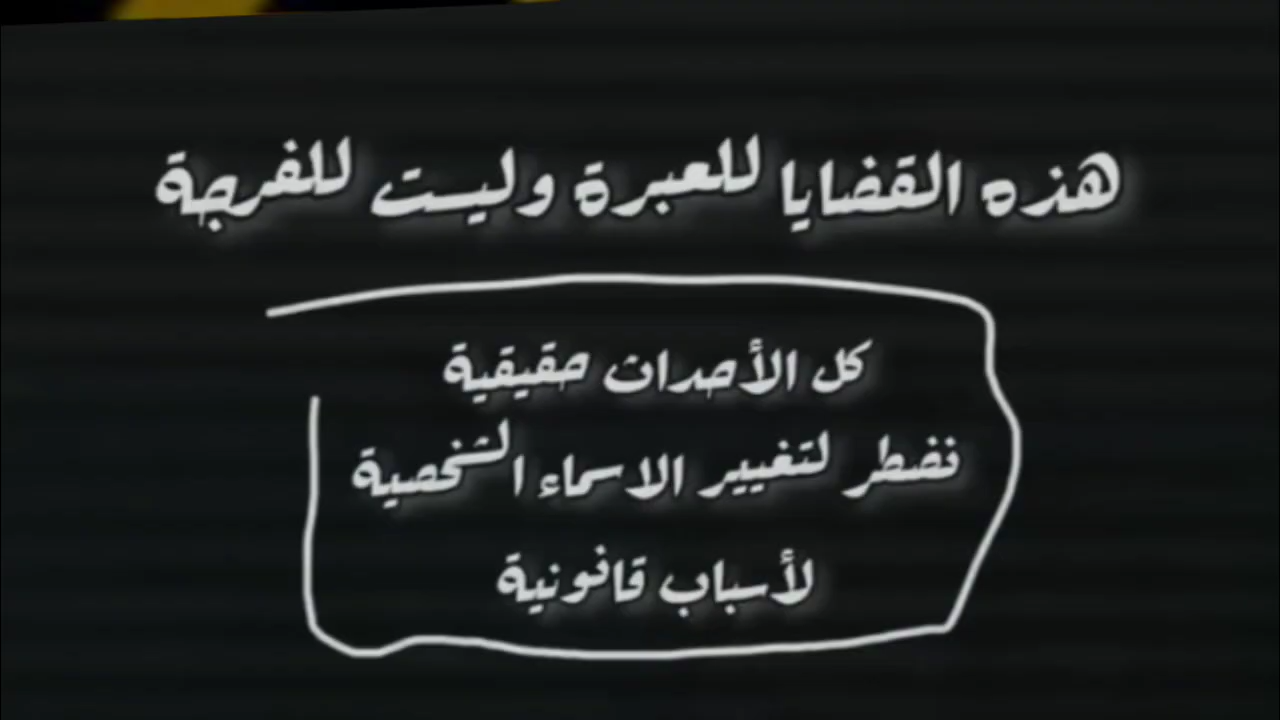 هذه القضايا للعبرة وليست للفرجة
كل الأحداث حقيقية
نضطر لتغيير الاسماء الشخصية
لأسباب قانونية